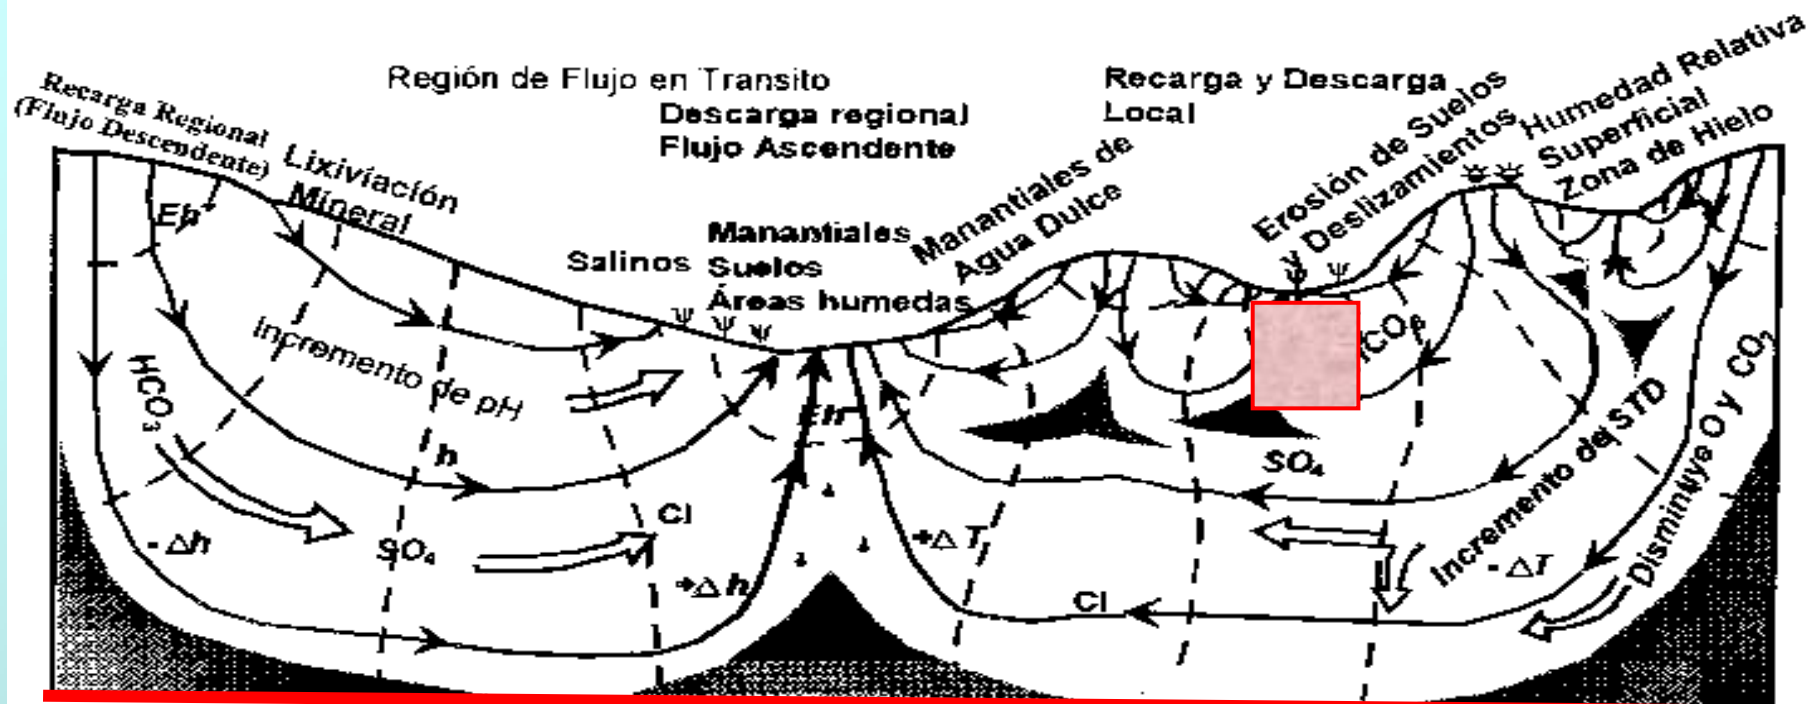 Recarga Regional
(Flujo Descendente)
Lixiviación
Mineral
Región de Flujo en Transito
Descarga regional
Flujo Ascendente
Recarga y Descarga
Local
Manantiales de
Agua Dulce
Erosión de Suelos
Deslizamientos
Humedad Relativa
Superficial
Zona de Hielo
Salinos
Manantiales
Suelos
Áreas humedas
Eh+
Incremento de pH
HCO₃
h
- Δh
SO₄
Cl
+Δh
Eh-
+ΔT
Cl
SO₄
Incremento del STD
- ΔT
Disminuye O y CO₂